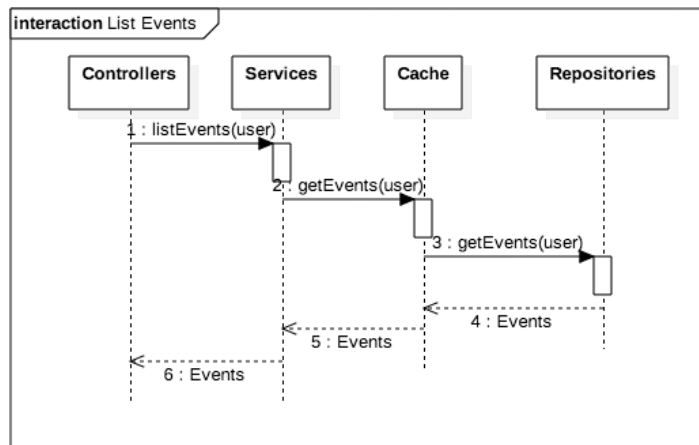 interaction List Events
Controllers
Services
Cache
Repositories
1 : listEvents(user)
2 : getEvents(user)
3 : getEvents(user)
4 : Events
5 : Events
6 : Events